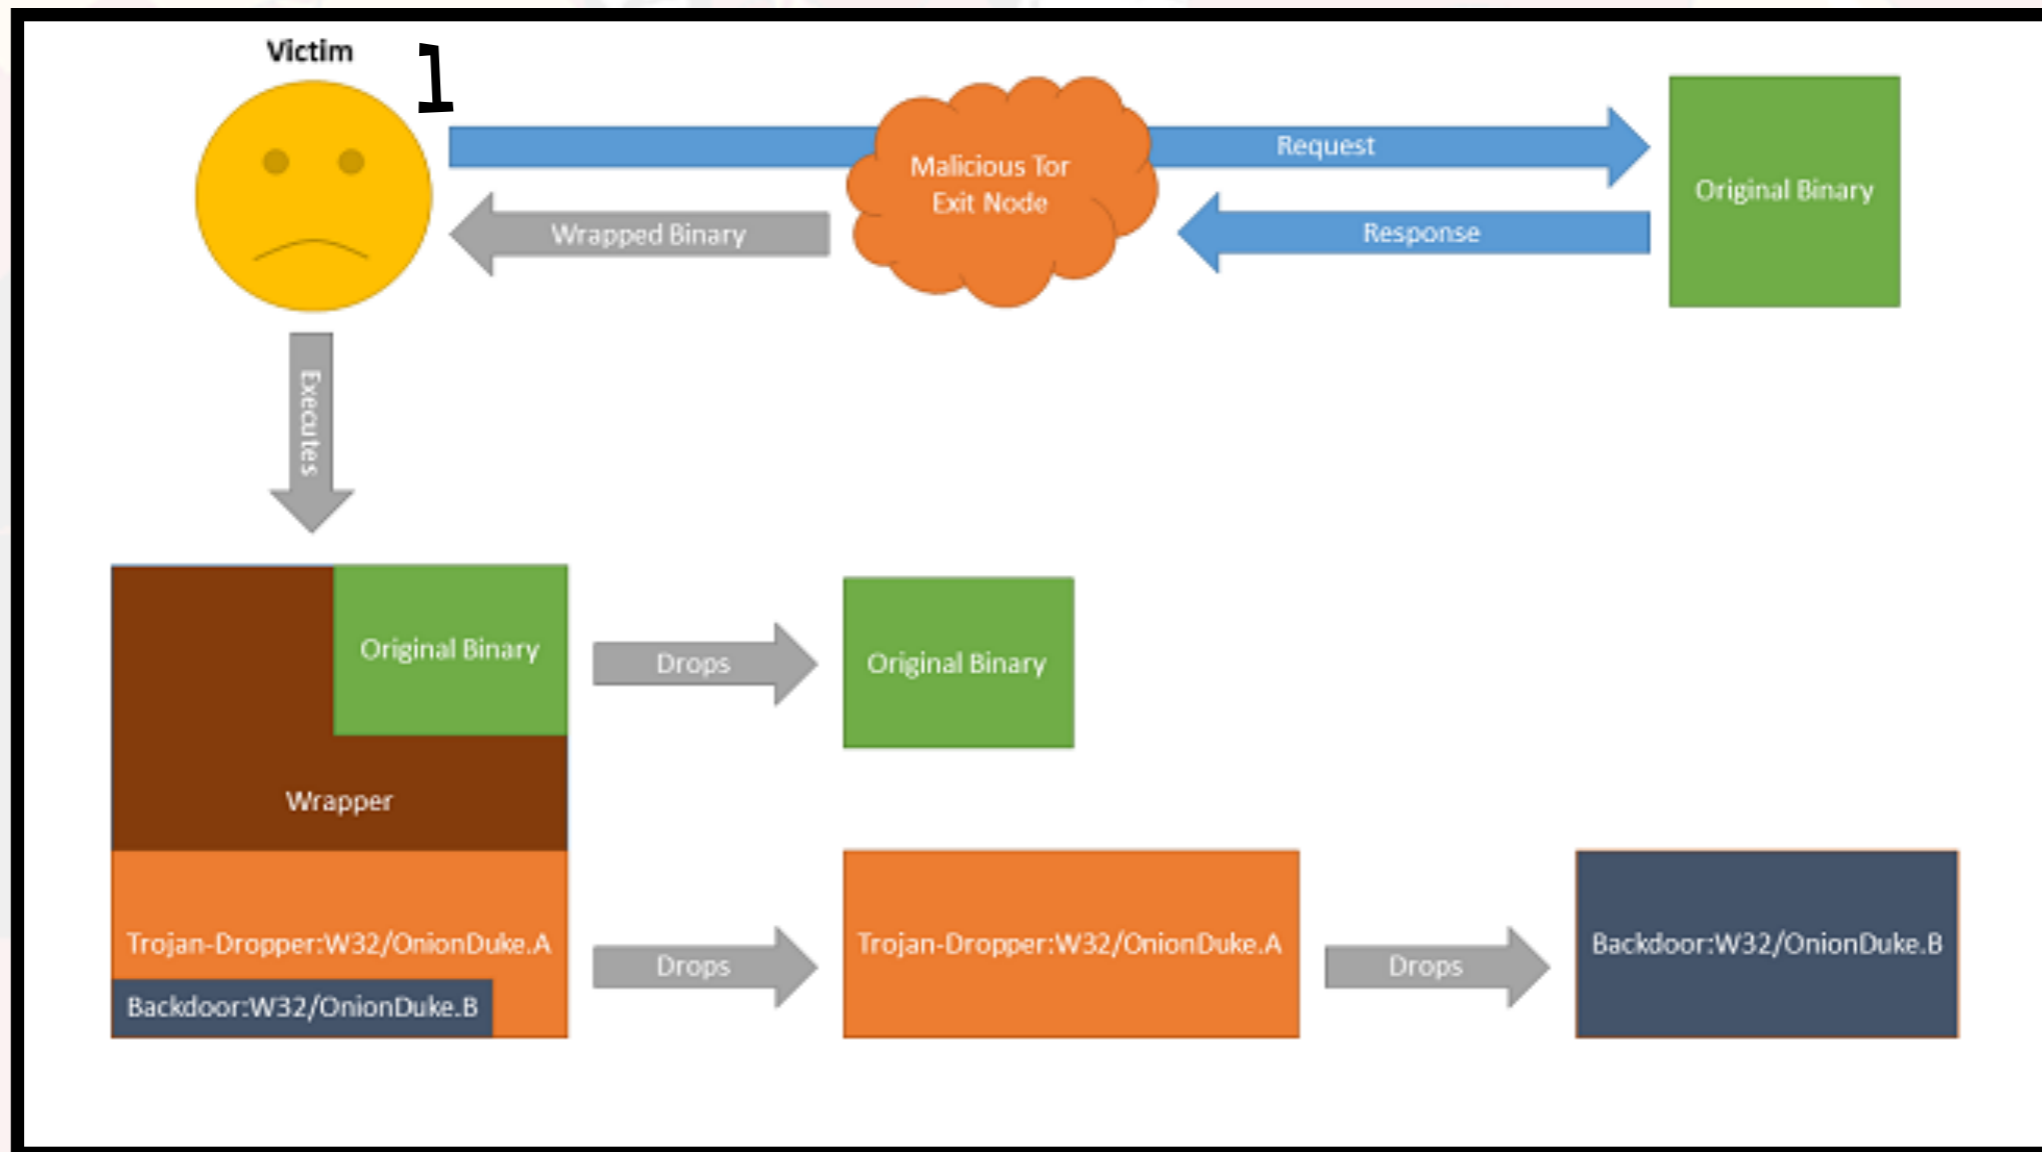 Victim
1
Request
Malicious Tor
Exit Node
Original Binary
Wrapped Binary
Response
Executes
Original Binary
Drops
Original Binary
Wrapper
Trojan-Dropper:W32/OnionDuke.A
Drops
Trojan-Dropper:W32/OnionDuke.A
Drops
Backdoor:W32/OnionDuke.B
Backdoor:W32/OnionDuke.B